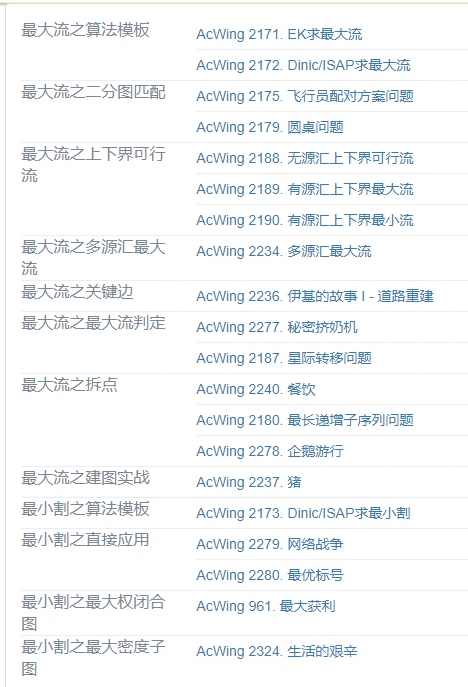 最大流之算法模板
AcWing 2171. EK求最大流
AcWing 2172. Dinic/ISAP求最大流
最大流之二分图匹配
AcWing 2175. 飞行员配对方案问题
AcWing 2179. 圆桌问题
最大流之上下界可行
流
AcWing 2188. 无源汇上下界可行流
AcWing 2189. 有源汇上下界最大流
AcWing 2190. 有源汇上下界最小流
最大流之多源汇最大
流
AcWing 2234. 多源汇最大流
最大流之关键边
AcWing 2236. 伊基的故事 I - 道路重建
最大流之最大流判定
AcWing 2277. 秘密挤奶机
AcWing 2187. 星际转移问题
最大流之拆点
AcWing 2240. 餐饮
AcWing 2180. 最长递增子序列问题
AcWing 2278. 企鹅游行
最大流之建图实战
AcWing 2237. 猪
最小割之算法模板
AcWing 2173. Dinic/ISAP求最小割
最小割之直接应用
AcWing 2279. 网络战争
AcWing 2280. 最优标号
最小割之最大权闭合
图
AcWing 961. 最大获利
最小割之最大密度子
图
AcWing 2324. 生活的艰辛